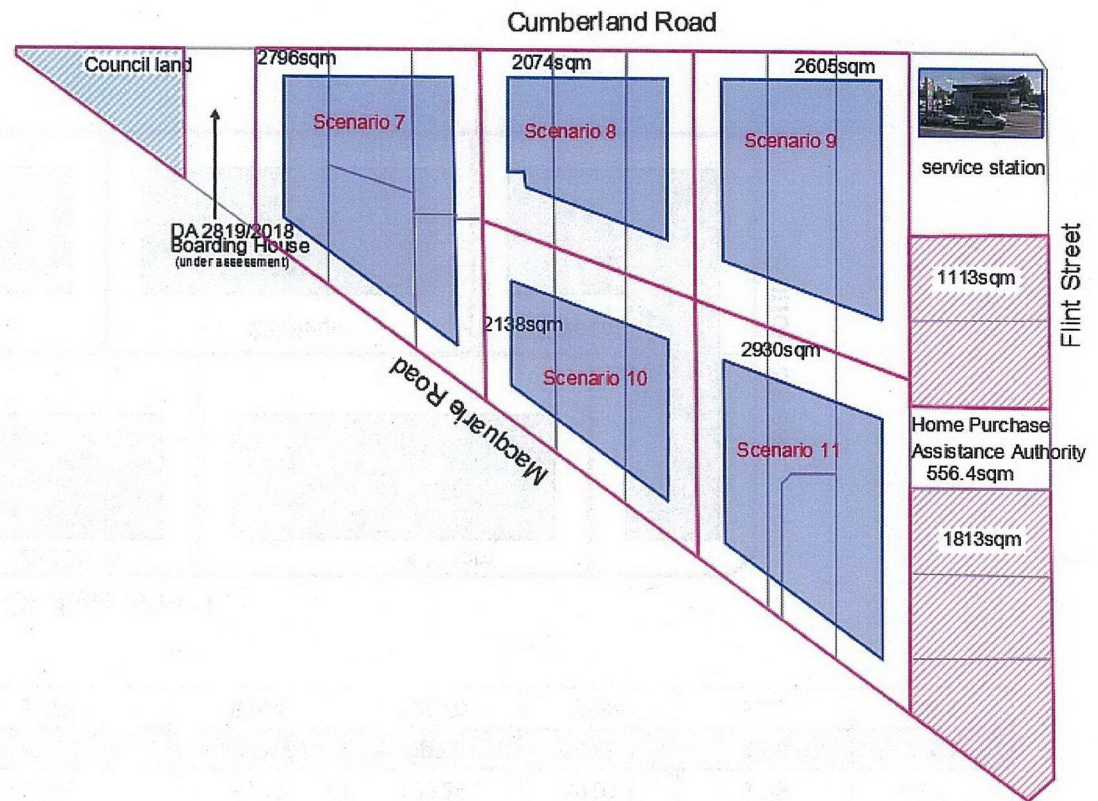 Cumberland Road
Council land
2796sqm
2074sqm
2605sqm
Scenario 7
Scenario 8
Scenario 9
service station
DA 2819/2018
Boarding House
(under assessment)
Flint Street
1113sqm
2138sqm
2930sqm
Scenario 10
Macquarie Road
Scenario 11
Home Purchase
Assistance Authority
556.4sqm
1813sqm